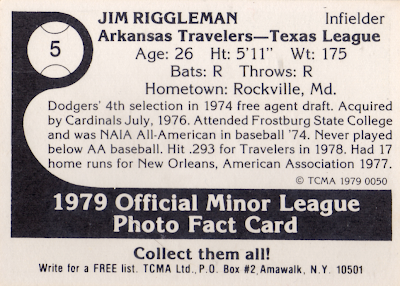 5
JIM RIGGLEMAN Infielder
Arkansas Travelers—Texas League
Age: 26 Ht: 5'11" Wt: 175
Bats: R Throws: R
Hometown: Rockville, Md.
Dodgers' 4th selection in 1974 free agent draft. Acquired
by Cardinals July, 1976. Attended Frostburg State College
and was NAIA All-American in baseball '74. Never played
below AA baseball. Hit .293 for Travelers in 1978. Had 17
home runs for New Orleans, American Association 1977.
© TCMA 1979 0050
1979 Official Minor League
Photo Fact Card
Collect them all!
Write for a FREE list. TCMA Ltd., P.O. Box #2, Amawalk, N.Y. 10501